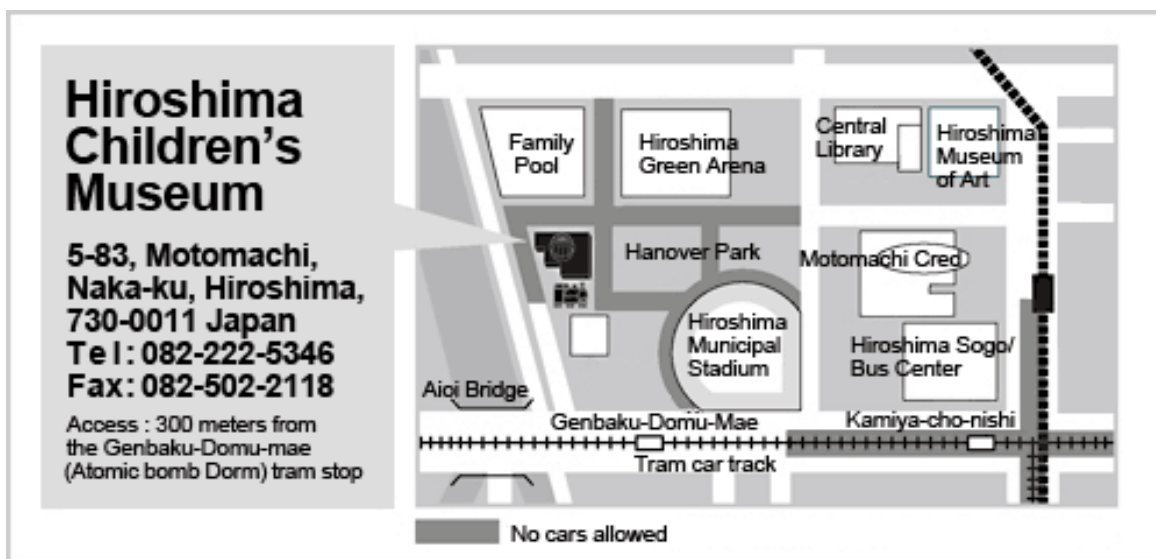 Hiroshima
Children's
Museum
5-83, Motomachi,
Naka-ku, Hiroshima,
730-0011 Japan
Tel: 082-222-5346
Fax: 082-502-2118
Access : 300 meters from
the Genbaku-Domu-mae
(Atomic bomb Dorm) tram stop
Family
Pool
Hiroshima
Green Arena
Central
Library
Hiroshima
Museum
of Art
Hanover Park
Motomachi Cred
Hiroshima
Municipal
Stadium
Hiroshima Sogo/
Bus Center
Aioi Bridge
Genbaku-Domu-Mae
Kamiya-cho-nishi
Tram car track
No cars allowed